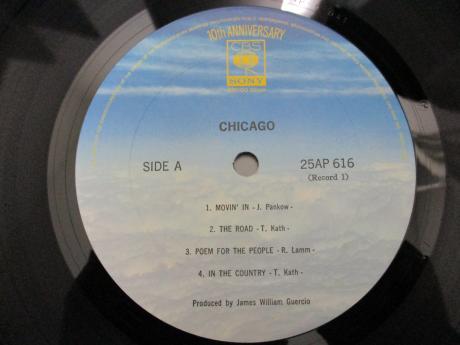 10th ANNIVERSARY
CBS
SONY
CHICAGO
SIDE A
25AP 616
(Record 1)
1. MOVIN' IN - J. Pankow -
2. THE ROAD - T. Kath -
3. POEM FOR THE PEOPLE - R. Lamm -
4. IN THE COUNTRY - T. Kath -
Produced by James William Guercio